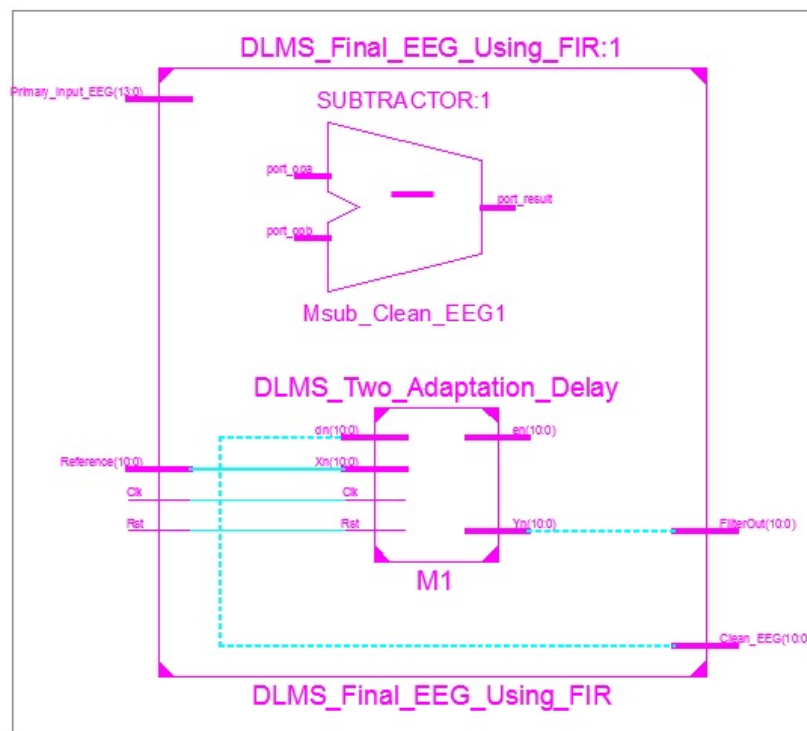 DLMS_Final_EEG_Using_FIR:1
Primary_Input_EEG(13:0)
SUBTRACTOR:1
port_opa
port_result
port_opb
Msub_Clean_EEG1
DLMS_Two_Adaptation_Delay
dn(10:0)
en(10:0)
Reference(10:0)
Xn(10:0)
Clk
Clk
Rst
Rst
Yn(10:0)
FilterOut(10:0)
M1
Clean_EEG(10:0
DLMS_Final_EEG_Using_FIR